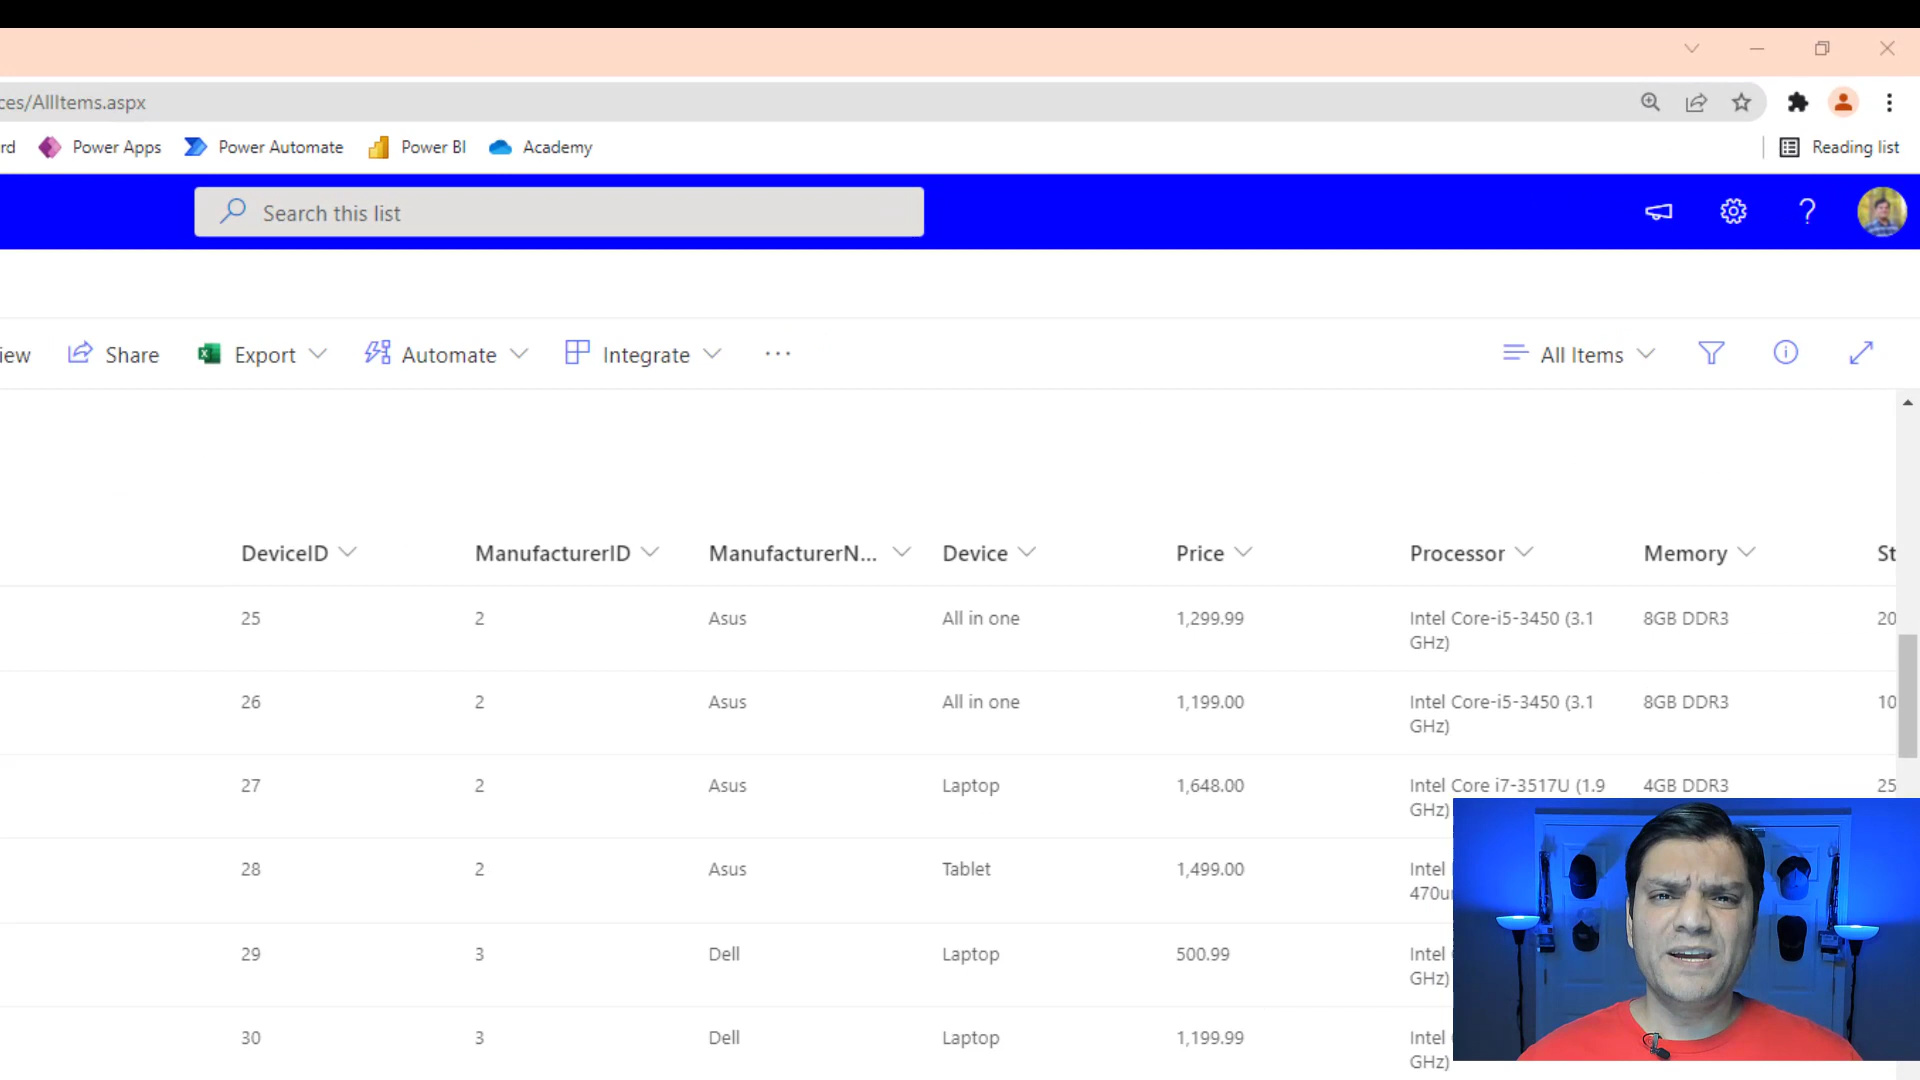 ces/AllItems.aspx
rd Power Apps Power Automate Power BI Academy Reading list
Search this list
iew Share Export Automate Integrate ... All Items
DeviceID ManufacturerID ManufacturerN... Device Price Processor Memory St
25 2 Asus All in one 1,299.99 Intel Core-i5-3450 (3.1 8GB DDR3 20
GHz)
26 2 Asus All in one 1,199.00 Intel Core-i5-3450 (3.1 8GB DDR3 10
GHz)
27 2 Asus Laptop 1,648.00 Intel Core i7-3517U (1.9 4GB DDR3 25
GHz)
28 2 Asus Tablet 1,499.00 Intel
29 3 Dell Laptop 500.99 Intel
GHz)
30 3 Dell Laptop 1,199.99 Intel
GHz)